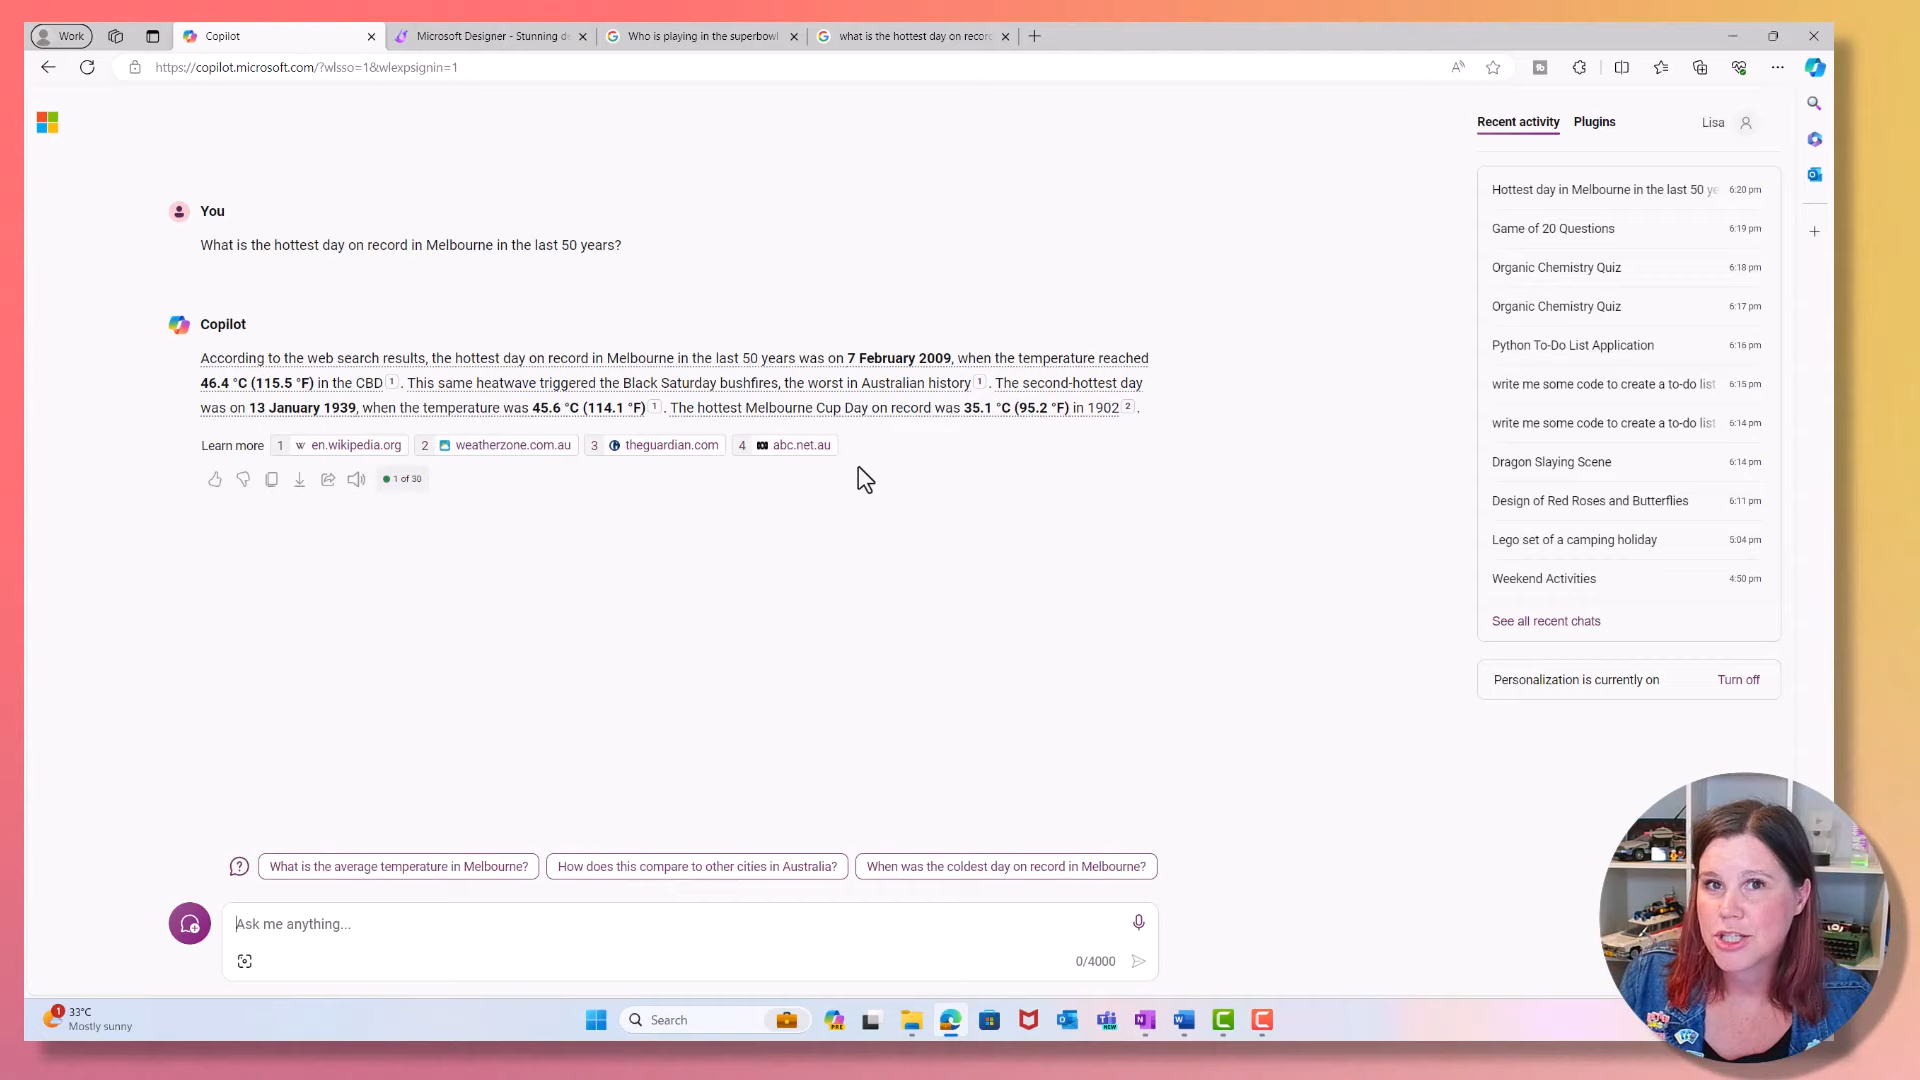 Work
Copilot
Microsoft Designer - Stunning d
Who is playing in the superbowl
what is the hottest day on record
https://copilot.microsoft.com/?wlsso=1&wlexpsignin=1
Recent activity
Plugins
Lisa
You
What is the hottest day on record in Melbourne in the last 50 years?
Copilot
According to the web search results, the hottest day on record in Melbourne in the last 50 years was on 7 February 2009, when the temperature reached
46.4 °C (115.5 °F) in the CBD 1 . This same heatwave triggered the Black Saturday bushfires, the worst in Australian history 1 . The second-hottest day
was on 13 January 1939, when the temperature was 45.6 °C (114.1 °F) 1 . The hottest Melbourne Cup Day on record was 35.1 °C (95.2 °F) in 1902 2 .
Learn more 1 W en.wikipedia.org 2 weatherzone.com.au 3 theguardian.com 4 abc.net.au
1 of 30
Hottest day in Melbourne in the last 50 ye 6:20 pm
Game of 20 Questions 6:19 pm
Organic Chemistry Quiz 6:18 pm
Organic Chemistry Quiz 6:17 pm
Python To-Do List Application 6:16 pm
write me some code to create a to-do list 6:15 pm
write me some code to create a to-do list 6:14 pm
Dragon Slaying Scene 6:14 pm
Design of Red Roses and Butterflies 6:11 pm
Lego set of a camping holiday 5:04 pm
Weekend Activities 4:50 pm
See all recent chats
Personalization is currently on Turn off
What is the average temperature in Melbourne?
How does this compare to other cities in Australia?
When was the coldest day on record in Melbourne?
Ask me anything...
0/4000
1
33°C
Mostly sunny
Search
PRE
NEW